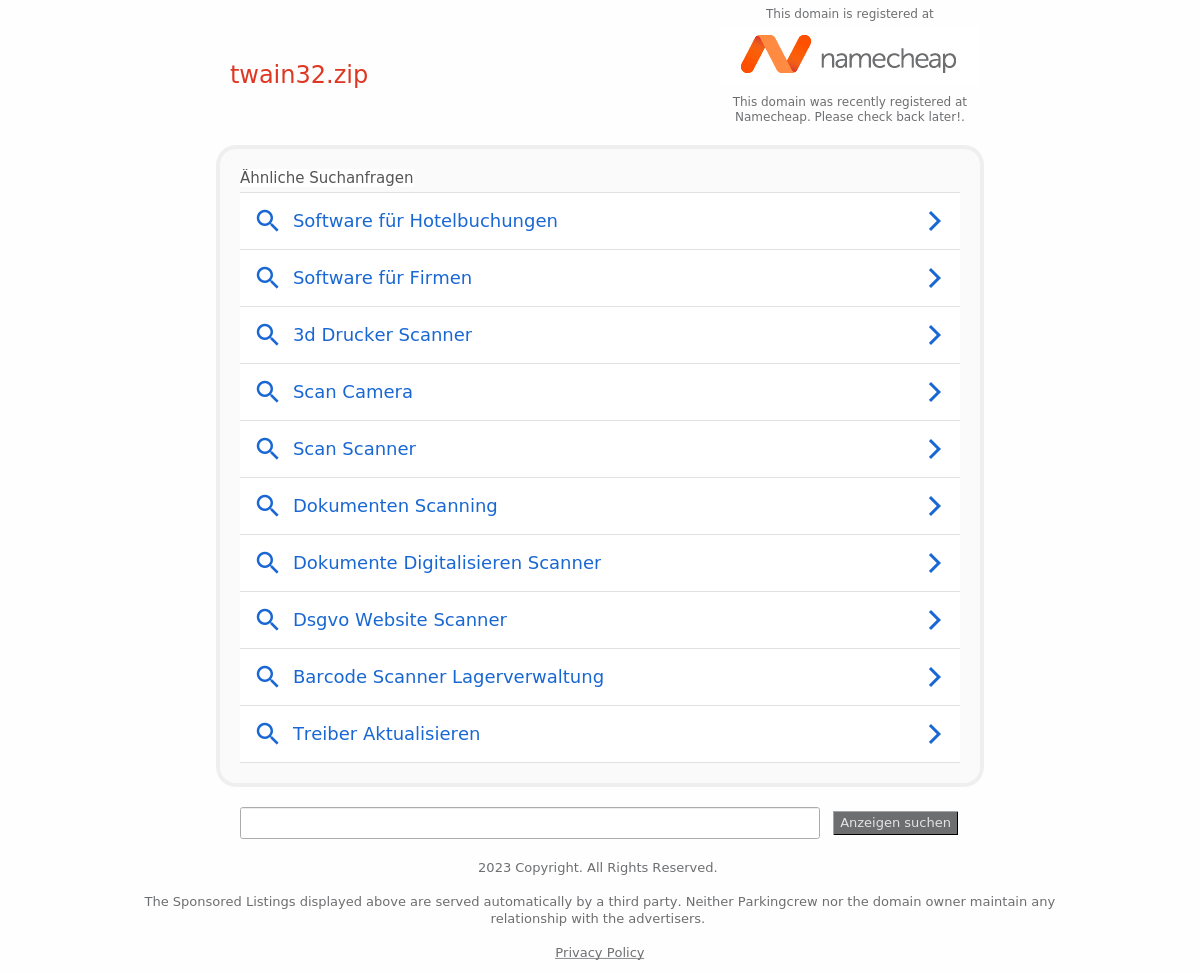 This domain is registered at
twain32.zip
namecheap
This domain was recently registered at
Namecheap. Please check back later!.
Ähnliche Suchanfragen
Software für Hotelbuchungen
Software für Firmen
3d Drucker Scanner
Scan Camera
Scan Scanner
Dokumenten Scanning
Dokumente Digitalisieren Scanner
Dsgvo Website Scanner
Barcode Scanner Lagerverwaltung
Treiber Aktualisieren
Anzeigen suchen
2023 Copyright. All Rights Reserved.
The Sponsored Listings displayed above are served automatically by a third party. Neither Parkingcrew nor the domain owner maintain any
relationship with the advertisers.
Privacy Policy